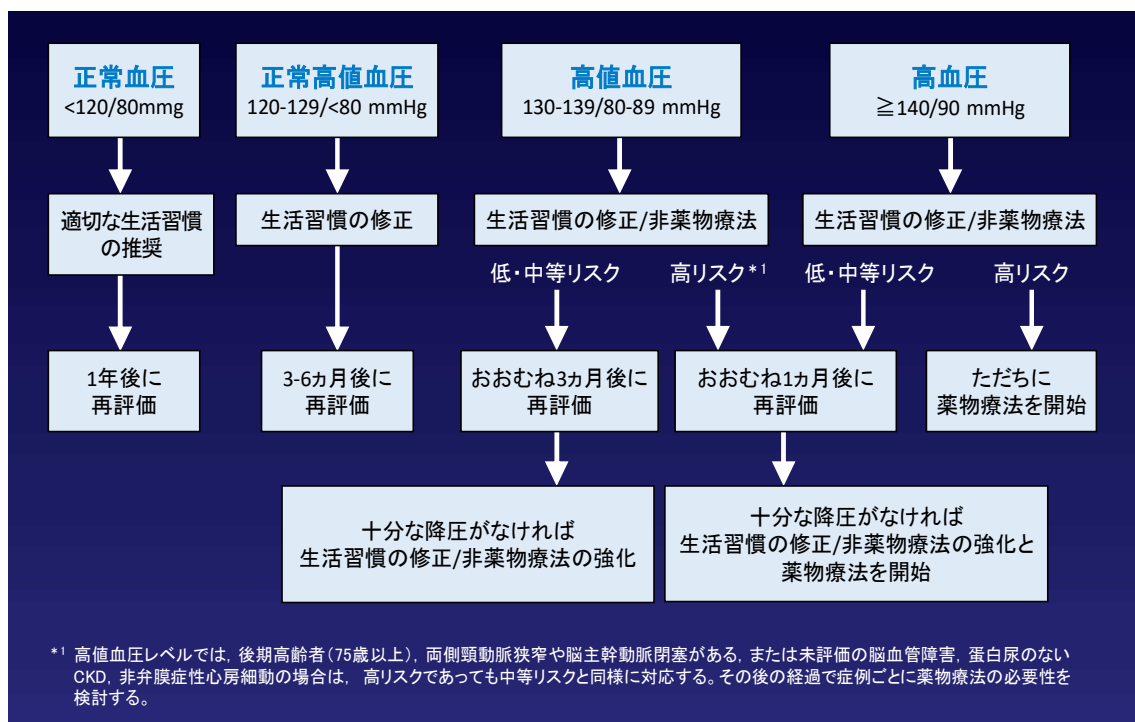 正常血圧
<120/80mmg
正常高値血圧
120-129/<80 mmHg
高値血圧
130-139/80-89 mmHg
高血圧
≧140/90 mmHg
適切な生活習慣
の推奨
生活習慣の修正
生活習慣の修正/非薬物療法
生活習慣の修正/非薬物療法
低・中等リスク
高リスク*1
低・中等リスク
高リスク
1年後に
再評価
3-6ヵ月後に
再評価
おおむね3ヵ月後に
再評価
おおむね1ヵ月後に
再評価
ただちに
薬物療法を開始
十分な降圧がなければ
生活習慣の修正/非薬物療法の強化
十分な降圧がなければ
生活習慣の修正/非薬物療法の強化と
薬物療法を開始
*1 高値血圧レベルでは, 後期高齢者(75歳以上), 両側頸動脈狭窄や脳主幹動脈閉塞がある, または未評価の脳血管障害, 蛋白尿のない
CKD, 非弁膜症性心房細動の場合は, 高リスクであっても中等リスクと同様に対応する。その後の経過で症例ごとに薬物療法の必要性を
検討する。